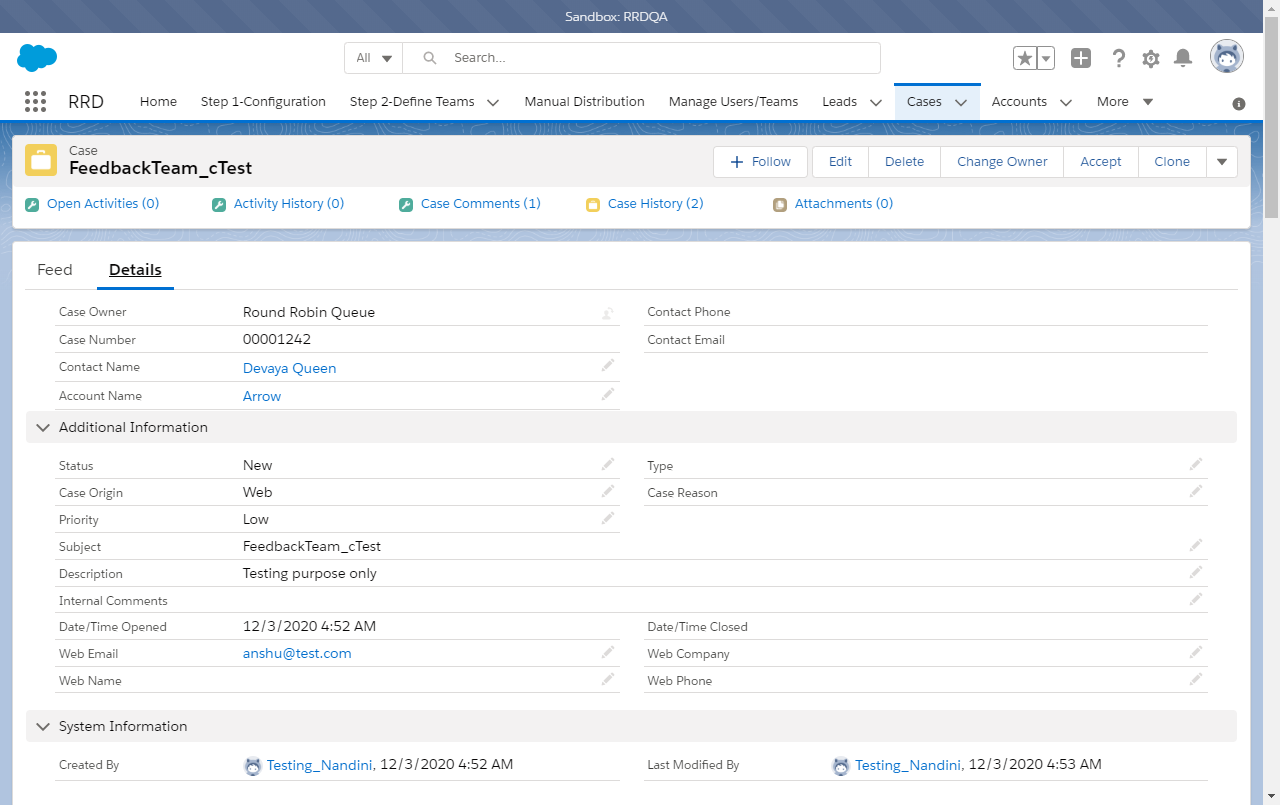 Sandbox: RRDQA
All Search...
RRD Home Step 1-Configuration Step 2-Define Teams Manual Distribution Manage Users/Teams Leads Cases Accounts More
Case
FeedbackTeam_cTest
Follow Edit Delete Change Owner Accept Clone
Open Activities (0) Activity History (0) Case Comments (1) Case History (2) Attachments (0)
Feed Details
Case Owner Round Robin Queue Contact Phone
Case Number 00001242 Contact Email
Contact Name Devaya Queen
Account Name Arrow
Additional Information
Status New Type
Case Origin Web Case Reason
Priority Low
Subject FeedbackTeam_cTest
Description Testing purpose only
Internal Comments
Date/Time Opened 12/3/2020 4:52 AM Date/Time Closed
Web Email anshu@test.com Web Company
Web Name Web Phone
System Information
Created By Testing_Nandini, 12/3/2020 4:52 AM Last Modified By Testing_Nandini, 12/3/2020 4:53 AM